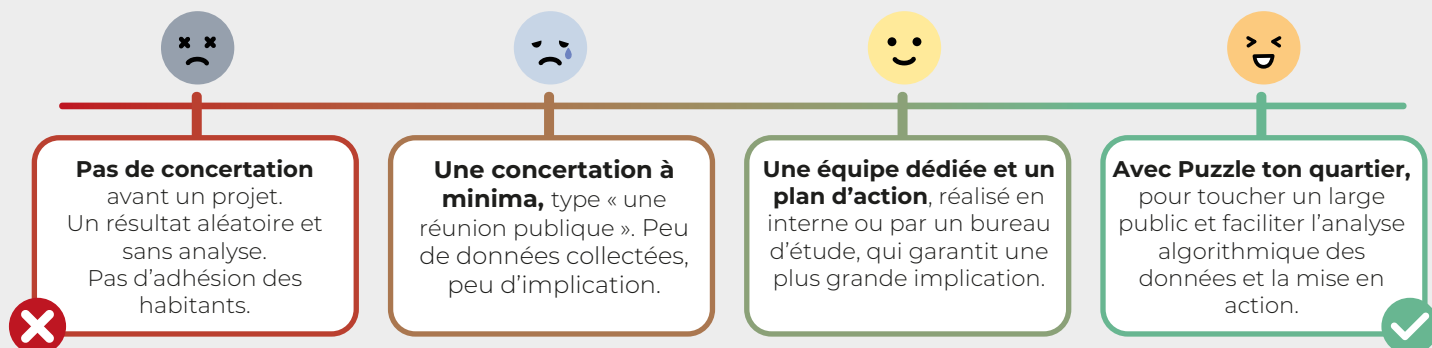 Pas de concertation
avant un projet.
Un résultat aléatoire et
sans analyse.
Pas d’adhésion des
habitants.
Une concertation à
minima, type « une
réunion publique ». Peu
de données collectées,
peu d’implication.
Une équipe dédiée et un
plan d’action, réalisé en
interne ou par un bureau
d’étude, qui garantit une
plus grande implication.
Avec Puzzle ton quartier,
pour toucher un large
public et faciliter l’analyse
algorithmique des
données et la mise en
action.